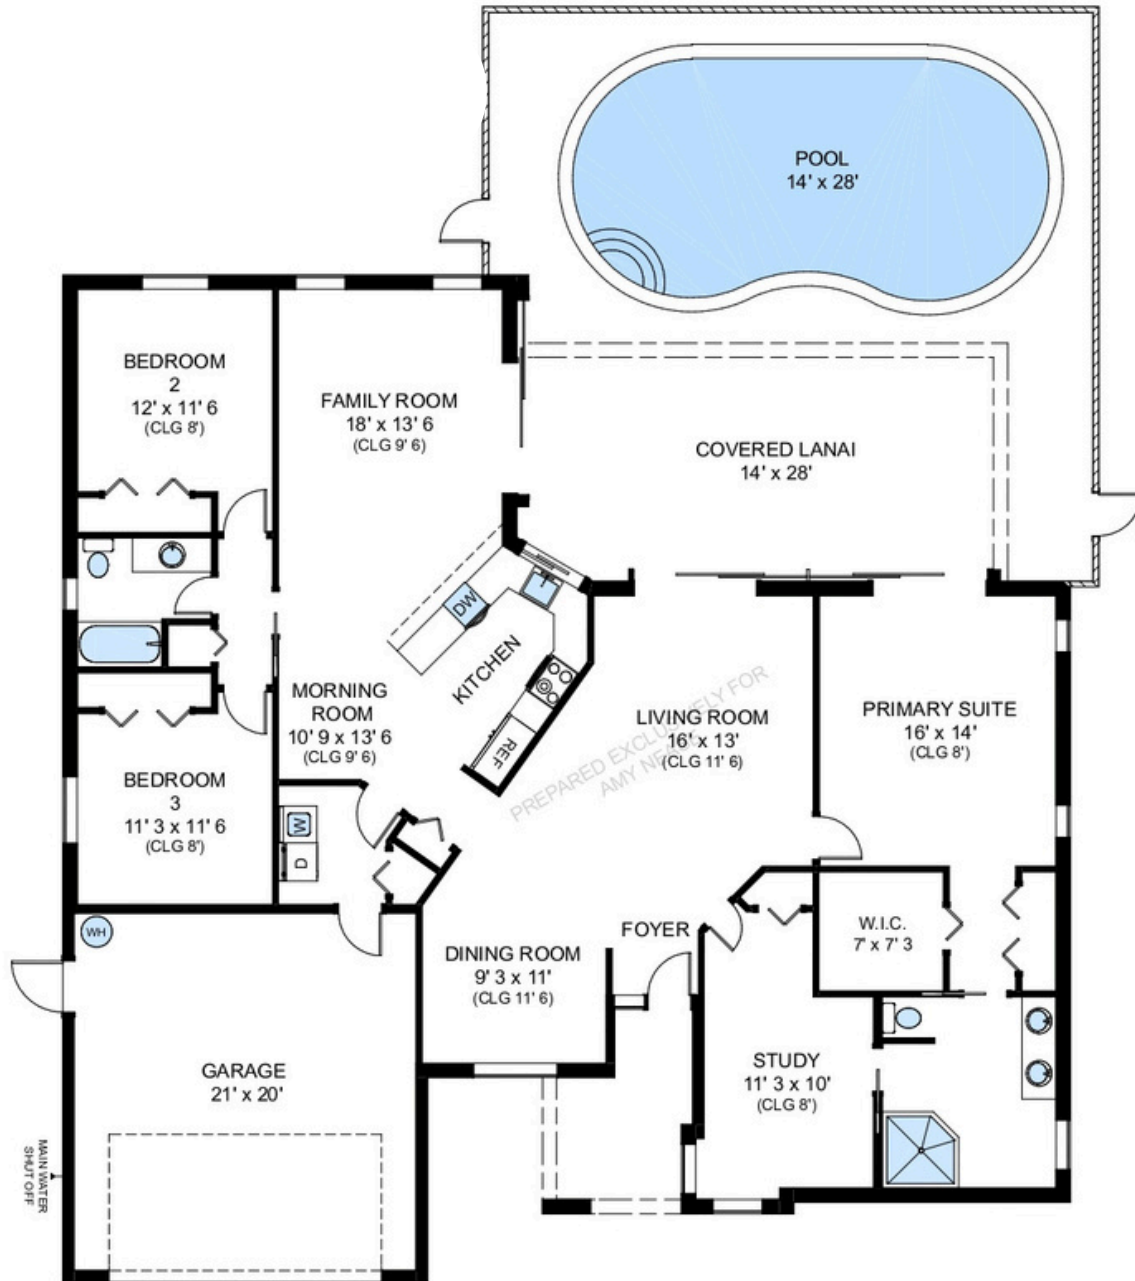 POOL
14' x 28'
BEDROOM
2
12' x 11' 6
(CLG 8')
FAMILY ROOM
18' x 13' 6
(CLG 9' 6)
COVERED LANAI
14' x 28'
DW
KITCHEN
REF
MORNING
ROOM
10' 9 x 13' 6
(CLG 9' 6)
LIVING ROOM
16' x 13'
(CLG 11' 6)
PREPARED EXCLUSIVELY FOR
AMY
PRIMARY SUITE
16' x 14'
(CLG 8')
BEDROOM
3
11' 3 x 11' 6
(CLG 8')
W
D
WH
FOYER
W.I.C.
7' x 7' 3
DINING ROOM
9' 3 x 11'
(CLG 11' 6)
GARAGE
21' x 20'
STUDY
11' 3 x 10'
(CLG 8')
MAIN WATER
SHUT OFF